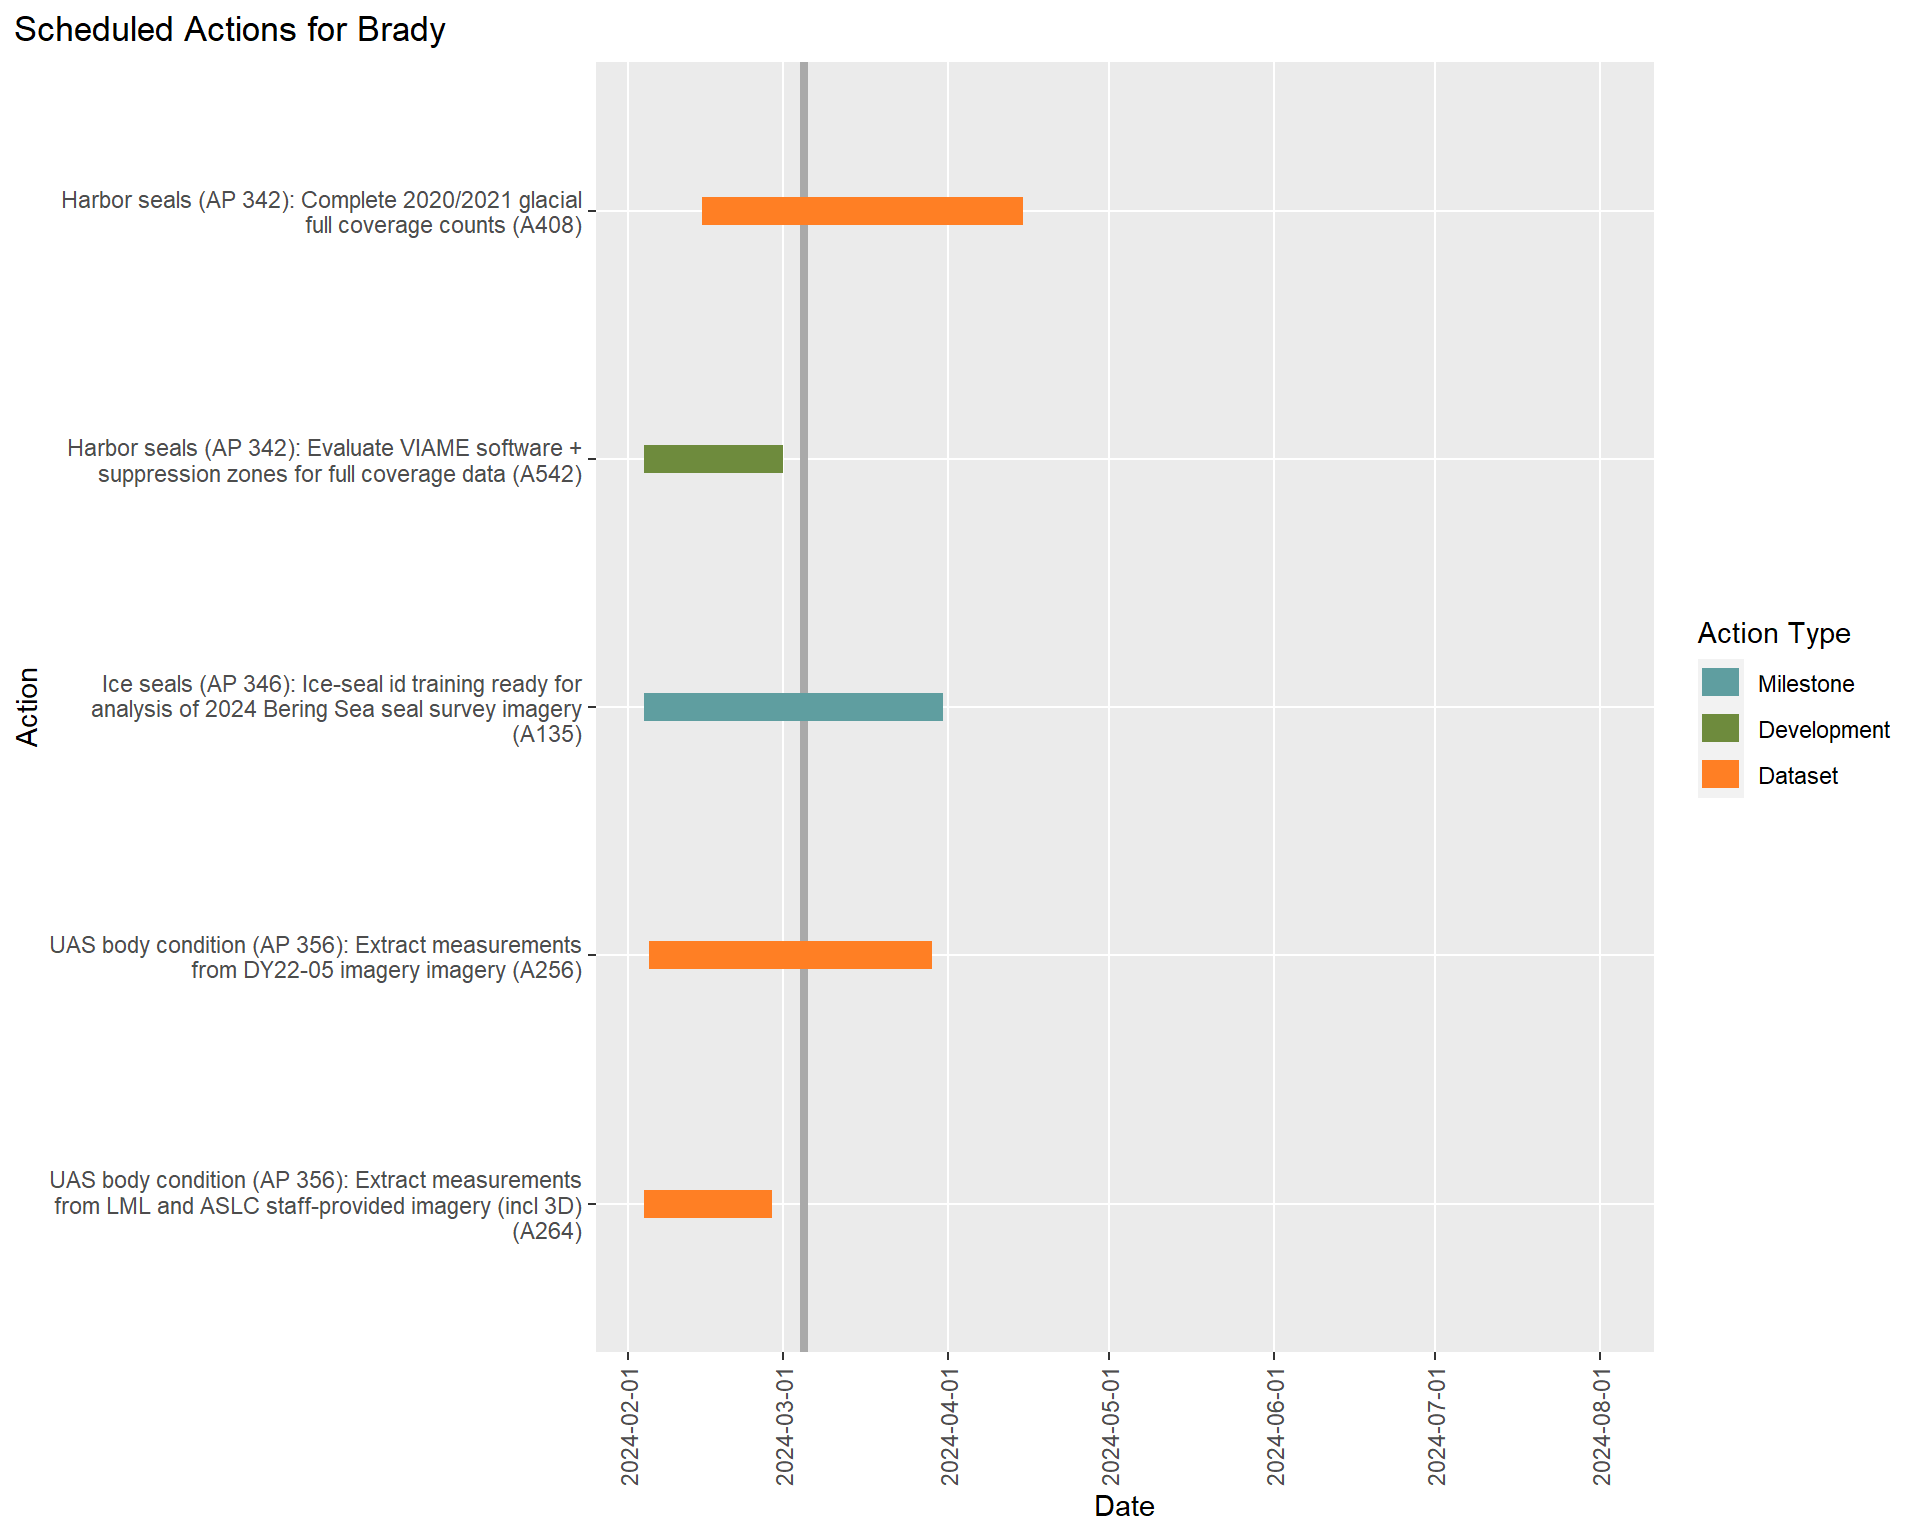 Scheduled Actions for Brady
Harbor seals (AP 342): Complete 2020/2021 glacial
full coverage counts (A408)
Harbor seals (AP 342): Evaluate VIAME software +
suppression zones for full coverage data (A542)
Ice seals (AP 346): Ice-seal id training ready for
analysis of 2024 Bering Sea seal survey imagery
(A135)
UAS body condition (AP 356): Extract measurements
from DY22-05 imagery imagery (A256)
UAS body condition (AP 356): Extract measurements
from LML and ASLC staff-provided imagery (incl 3D)
(A264)
Action
2024-02-01
2024-03-01
2024-04-01
2024-05-01
2024-06-01
2024-07-01
2024-08-01
Date
Action Type
Milestone
Development
Dataset